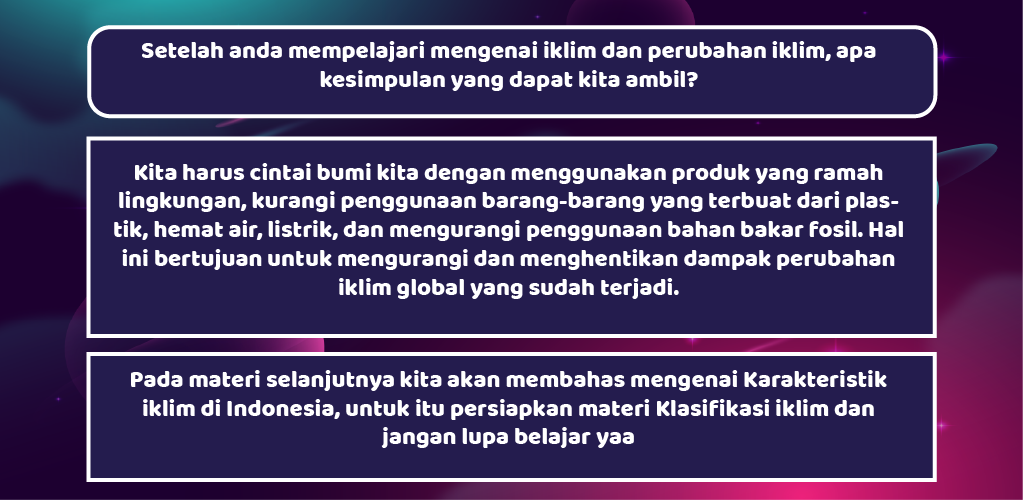 Setelah anda mempelajari mengenai iklim dan perubahan iklim, apa
kesimpulan yang dapat kita ambil?
Kita harus cintai bumi kita dengan menggunakan produk yang ramah
lingkungan, kurangi penggunaan barang-barang yang terbuat dari plas-
tik, hemat air, listrik, dan mengurangi penggunaan bahan bakar fosil. Hal
ini bertujuan untuk mengurangi dan menghentikan dampak perubahan
iklim global yang sudah terjadi.
Pada materi selanjutnya kita akan membahas mengenai Karakteristik
iklim di Indonesia, untuk itu persiapkan materi Klasifikasi iklim dan
jangan lupa belajar yaa